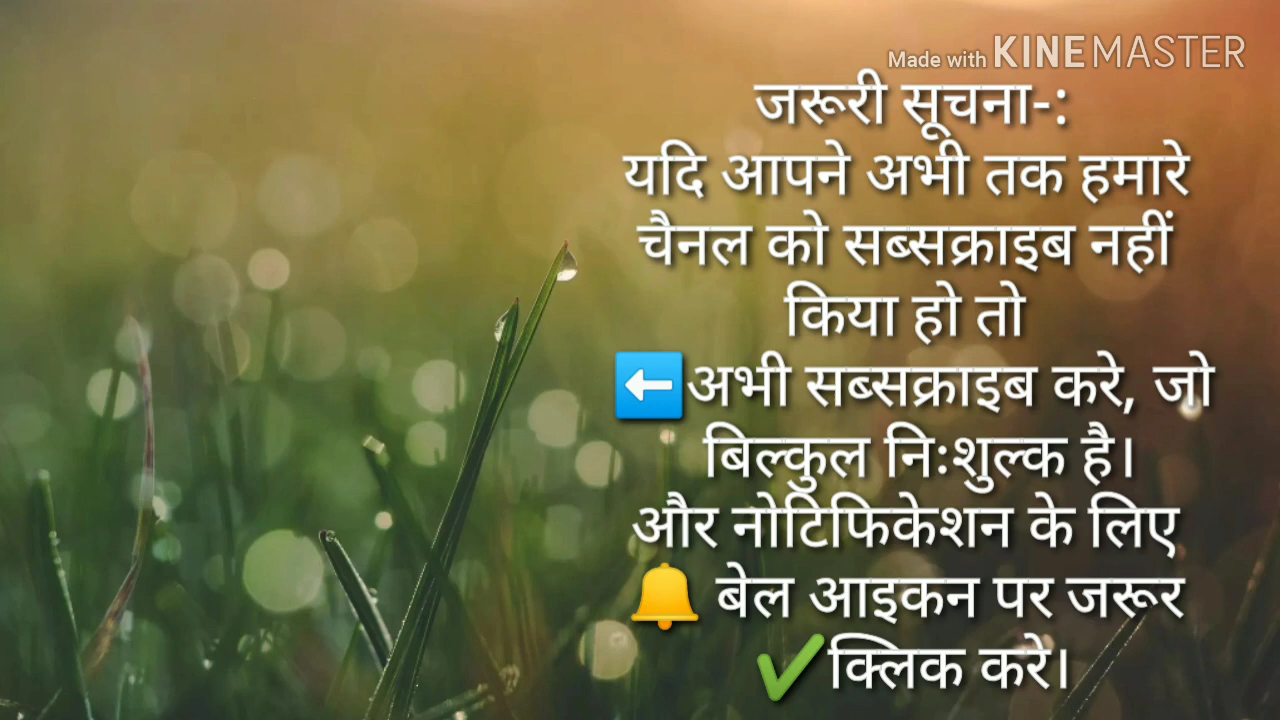 Made with KINEMASTER
जरूरी सूचना-:
यदि आपने अभी तक हमारे
चैनल को सब्सक्राइब नहीं
किया हो तो
⬅️अभी सब्सक्राइब करे, जो
बिल्कुल निःशुल्क है।
और नोटिफिकेशन के लिए
🔔 बेल आइकन पर जरूर
✔️क्लिक करे।